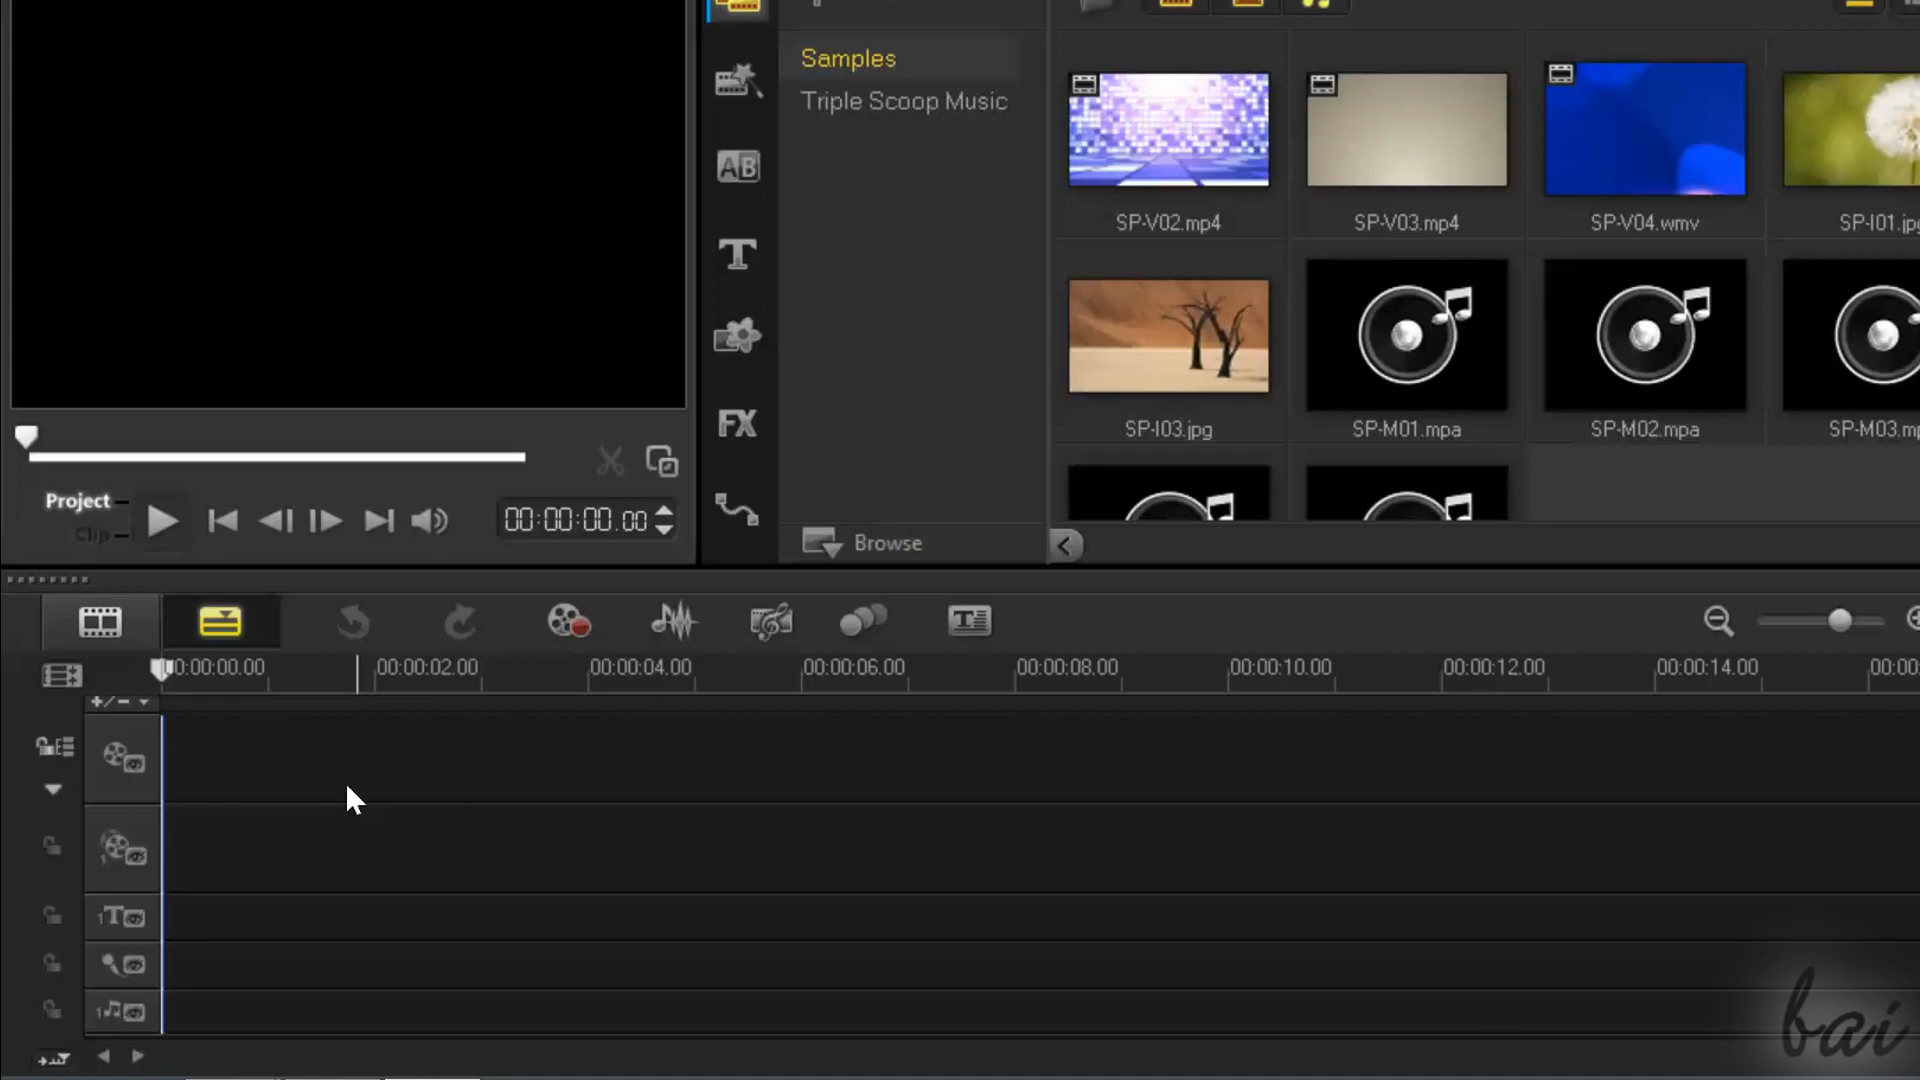 Samples
Triple Scoop Music
AB
T
FX
SP-V02.mp4
SP-V03.mp4
SP-V04.wmv
SP-I03.jpg
SP-M01.mpa
SP-M02.mpa
Project
Clip
00:00:00.00
Browse
0:00:00.00
00:00:02.00
00:00:04.00
00:00:06.00
00:00:08.00
00:00:10.00
00:00:12.00
00:00:14.00
+/-
1T
1
bai